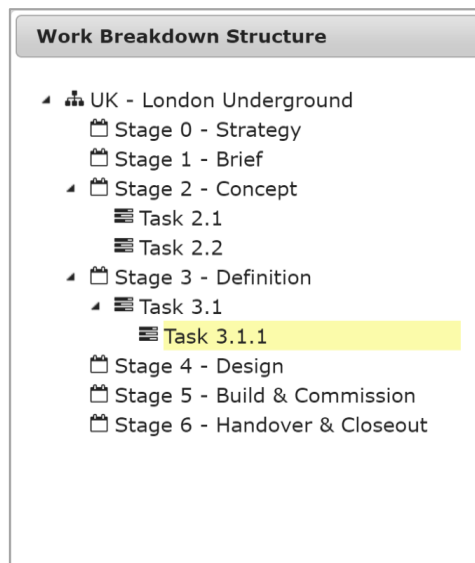 Work Breakdown Structure
UK - London Underground
Stage 0 - Strategy
Stage 1 - Brief
Stage 2 - Concept
Task 2.1
Task 2.2
Stage 3 - Definition
Task 3.1
Task 3.1.1
Stage 4 - Design
Stage 5 - Build & Commission
Stage 6 - Handover & Closeout